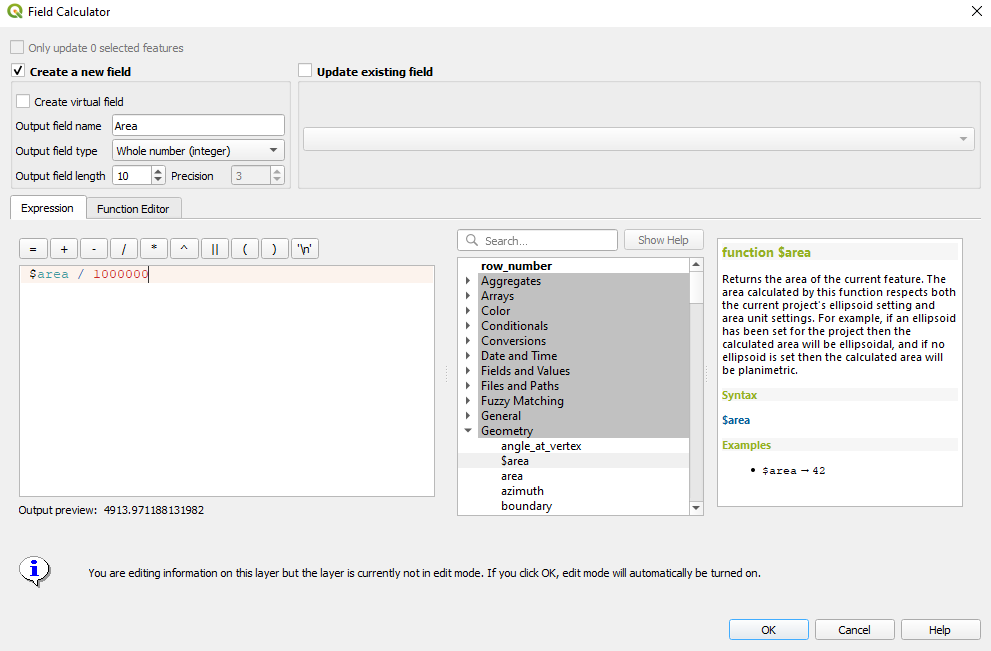 Field Calculator
Only update 0 selected features
Create a new field
Update existing field
Create virtual field
Output field name Area
Output field type Whole number (integer)
Output field length 10 Precision 3
Expression Function Editor
= + - / * ^ || ( ) '\n'
$area / 1000000
Output preview: 4913.971188131982
Search... Show Help
row_number
Aggregates
Arrays
Color
Conditionals
Conversions
Date and Time
Fields and Values
Files and Paths
Fuzzy Matching
General
Geometry
angle_at_vertex
$area
area
azimuth
boundary
function $area
Returns the area of the current feature. The
area calculated by this function respects both
the current project's ellipsoid setting and
area unit settings. For example, if an ellipsoid
has been set for the project then the
calculated area will be ellipsoidal, and if no
ellipsoid is set then the calculated area will
be planimetric.
Syntax
$area
Examples
• $area → 42
You are editing information on this layer but the layer is currently not in edit mode. If you click OK, edit mode will automatically be turned on.
OK Cancel Help